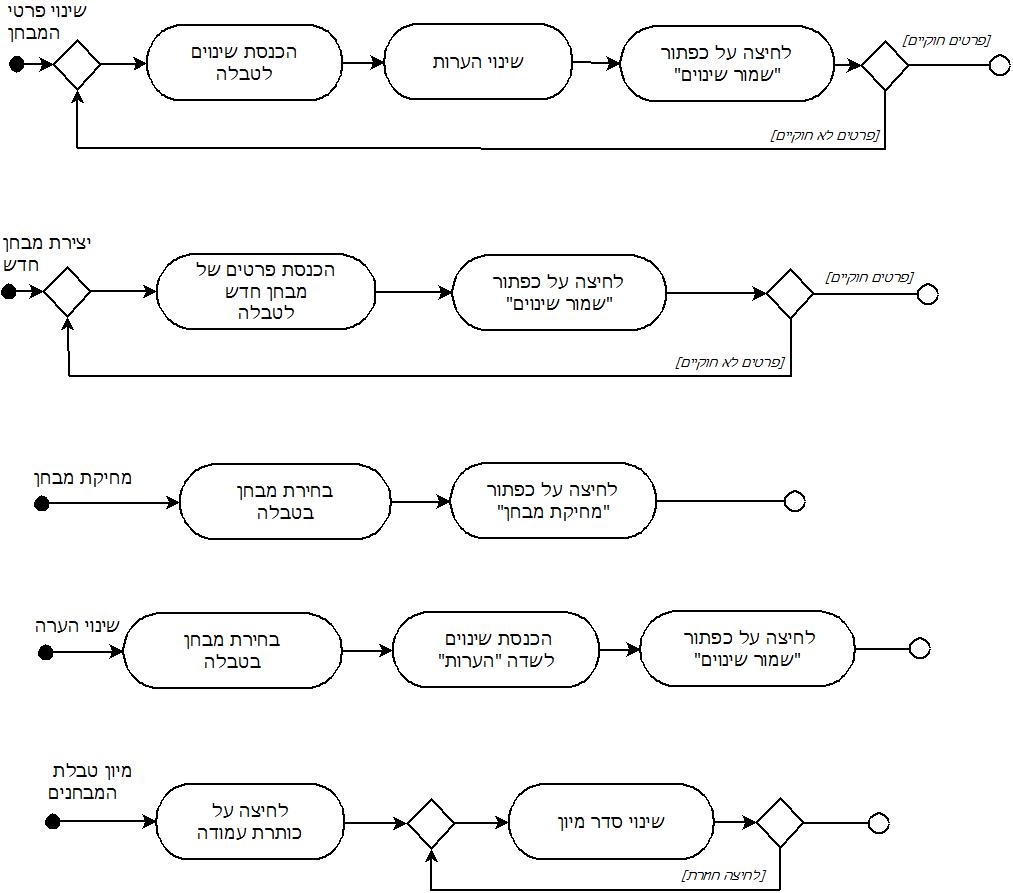 שינוי פרטי
המבחן
הכנסת שינוים
לטבלה
שינוי הערות
לחיצה על כפתור
"שמור שינוים"
[פרטים חוקיים]
[פרטים לא חוקיים]
יצירת מבחן
חדש
הכנסת פרטים של
מבחן חדש
לטבלה
לחיצה על כפתור
"שמור שינוים"
[פרטים חוקיים]
[פרטים לא חוקיים]
מחיקת מבחן
בחירת מבחן
בטבלה
לחיצה על כפתור
"מחיקת מבחן"
שינוי הערה
בחירת מבחן
בטבלה
הכנסת שינוים
לשדה "הערות"
לחיצה על כפתור
"שמור שינוים"
מיון טבלת
המבחנים
לחיצה על
כותרת עמודה
שינוי סדר מיון
[לחיצה חוזרת]